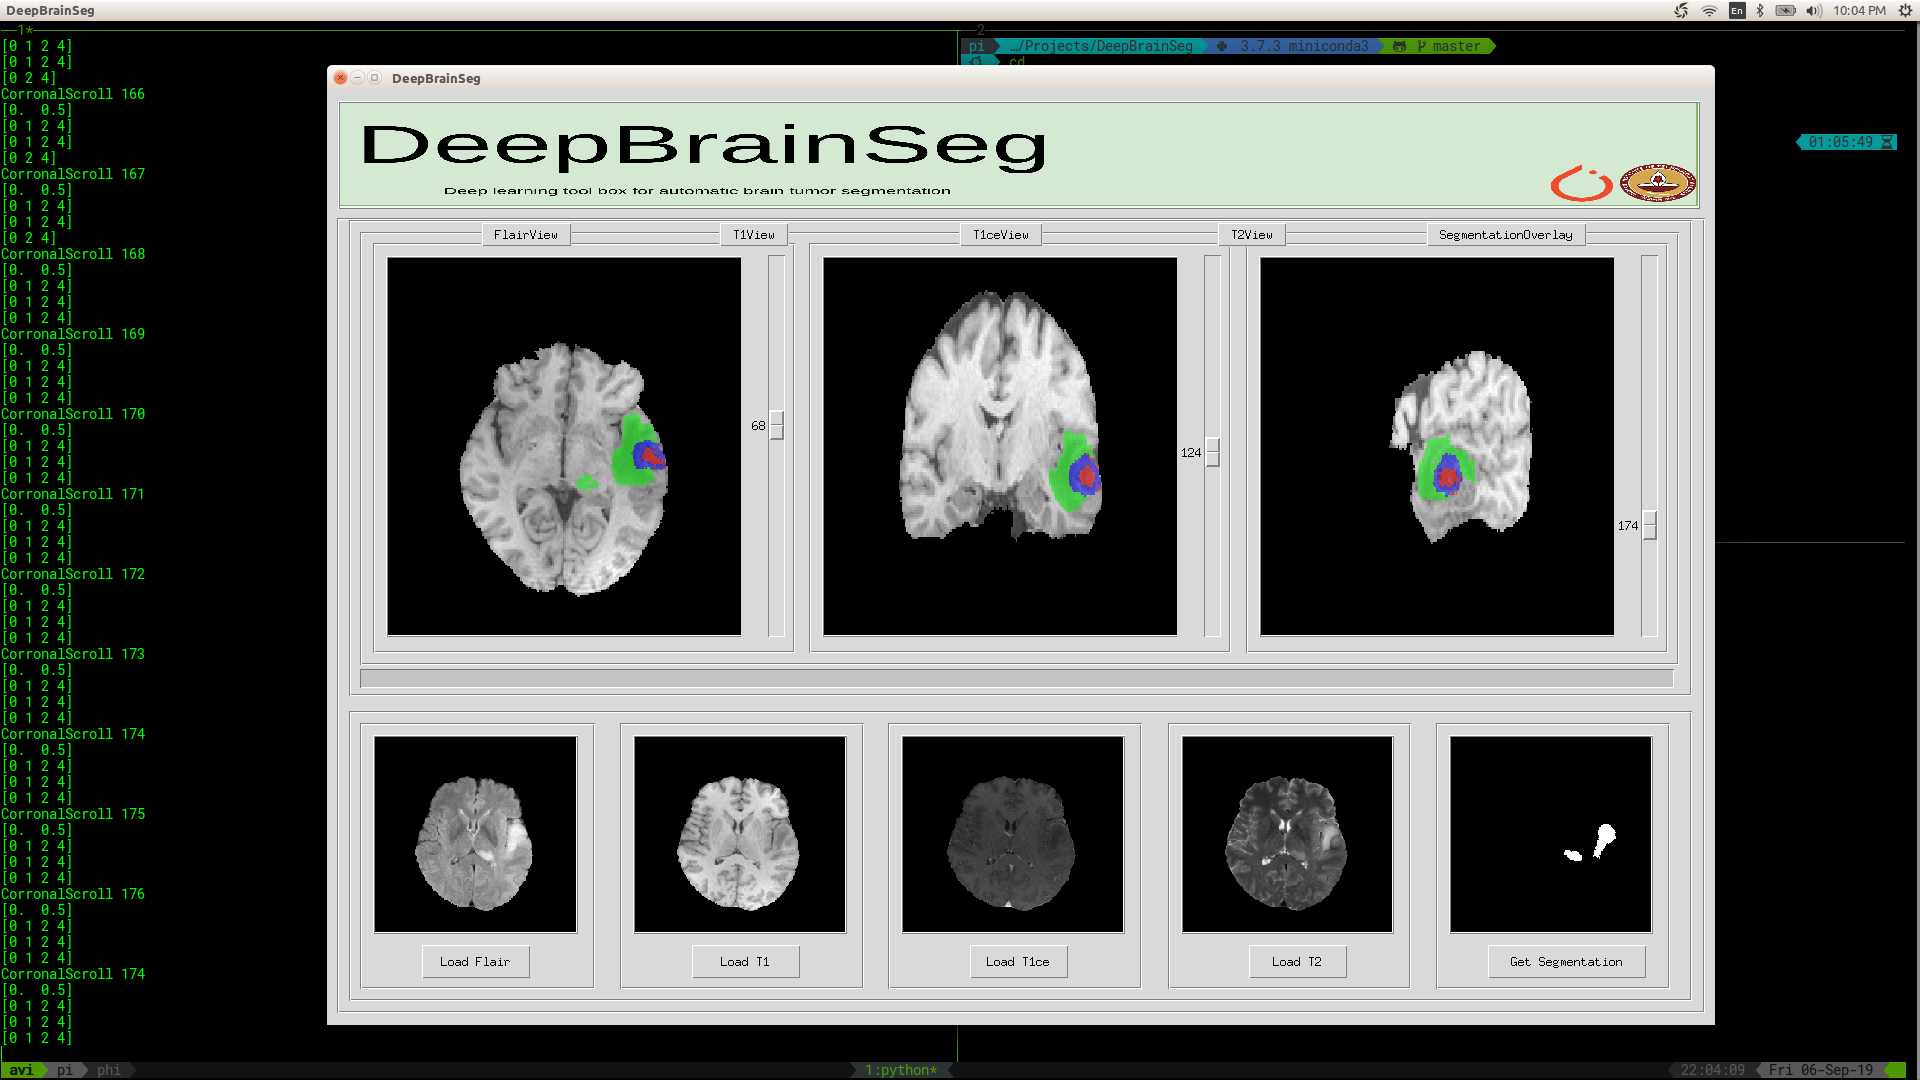 DeepBrainSeg
En
10:04 PM
1*
[0 1 2 4]
[0 1 2 4]
[0 2 4]
CorronalScroll 166
[0.  0.5]
[0 1 2 4]
[0 1 2 4]
[0 2 4]
CorronalScroll 167
[0.  0.5]
[0 1 2 4]
[0 1 2 4]
[0 2 4]
CorronalScroll 168
[0.  0.5]
[0 1 2 4]
[0 1 2 4]
[0 1 2 4]
CorronalScroll 169
[0.  0.5]
[0 1 2 4]
[0 1 2 4]
[0 1 2 4]
CorronalScroll 170
[0.  0.5]
[0 1 2 4]
[0 1 2 4]
[0 1 2 4]
CorronalScroll 171
[0.  0.5]
[0 1 2 4]
[0 1 2 4]
[0 1 2 4]
CorronalScroll 172
[0.  0.5]
[0 1 2 4]
[0 1 2 4]
[0 1 2 4]
CorronalScroll 173
[0.  0.5]
[0 1 2 4]
[0 1 2 4]
[0 1 2 4]
CorronalScroll 174
[0.  0.5]
[0 1 2 4]
[0 1 2 4]
[0 1 2 4]
CorronalScroll 175
[0.  0.5]
[0 1 2 4]
[0 1 2 4]
[0 1 2 4]
CorronalScroll 176
[0.  0.5]
[0 1 2 4]
[0 1 2 4]
[0 1 2 4]
CorronalScroll 174
[0.  0.5]
[0 1 2 4]
[0 1 2 4]
[0 1 2 4]
2
pi …/Projects/DeepBrainSeg 3.7.3 miniconda3 master
cd
01:05:49
DeepBrainSeg
DeepBrainSeg
Deep learning tool box for automatic brain tumor segmentation
FlairView T1View T1ceView T2View SegmentationOverlay
68
124
174
Load Flair
Load T1
Load T1ce
Load T2
Get Segmentation
avi pi phi 1:python* 22:04:09 Fri 06-Sep-19